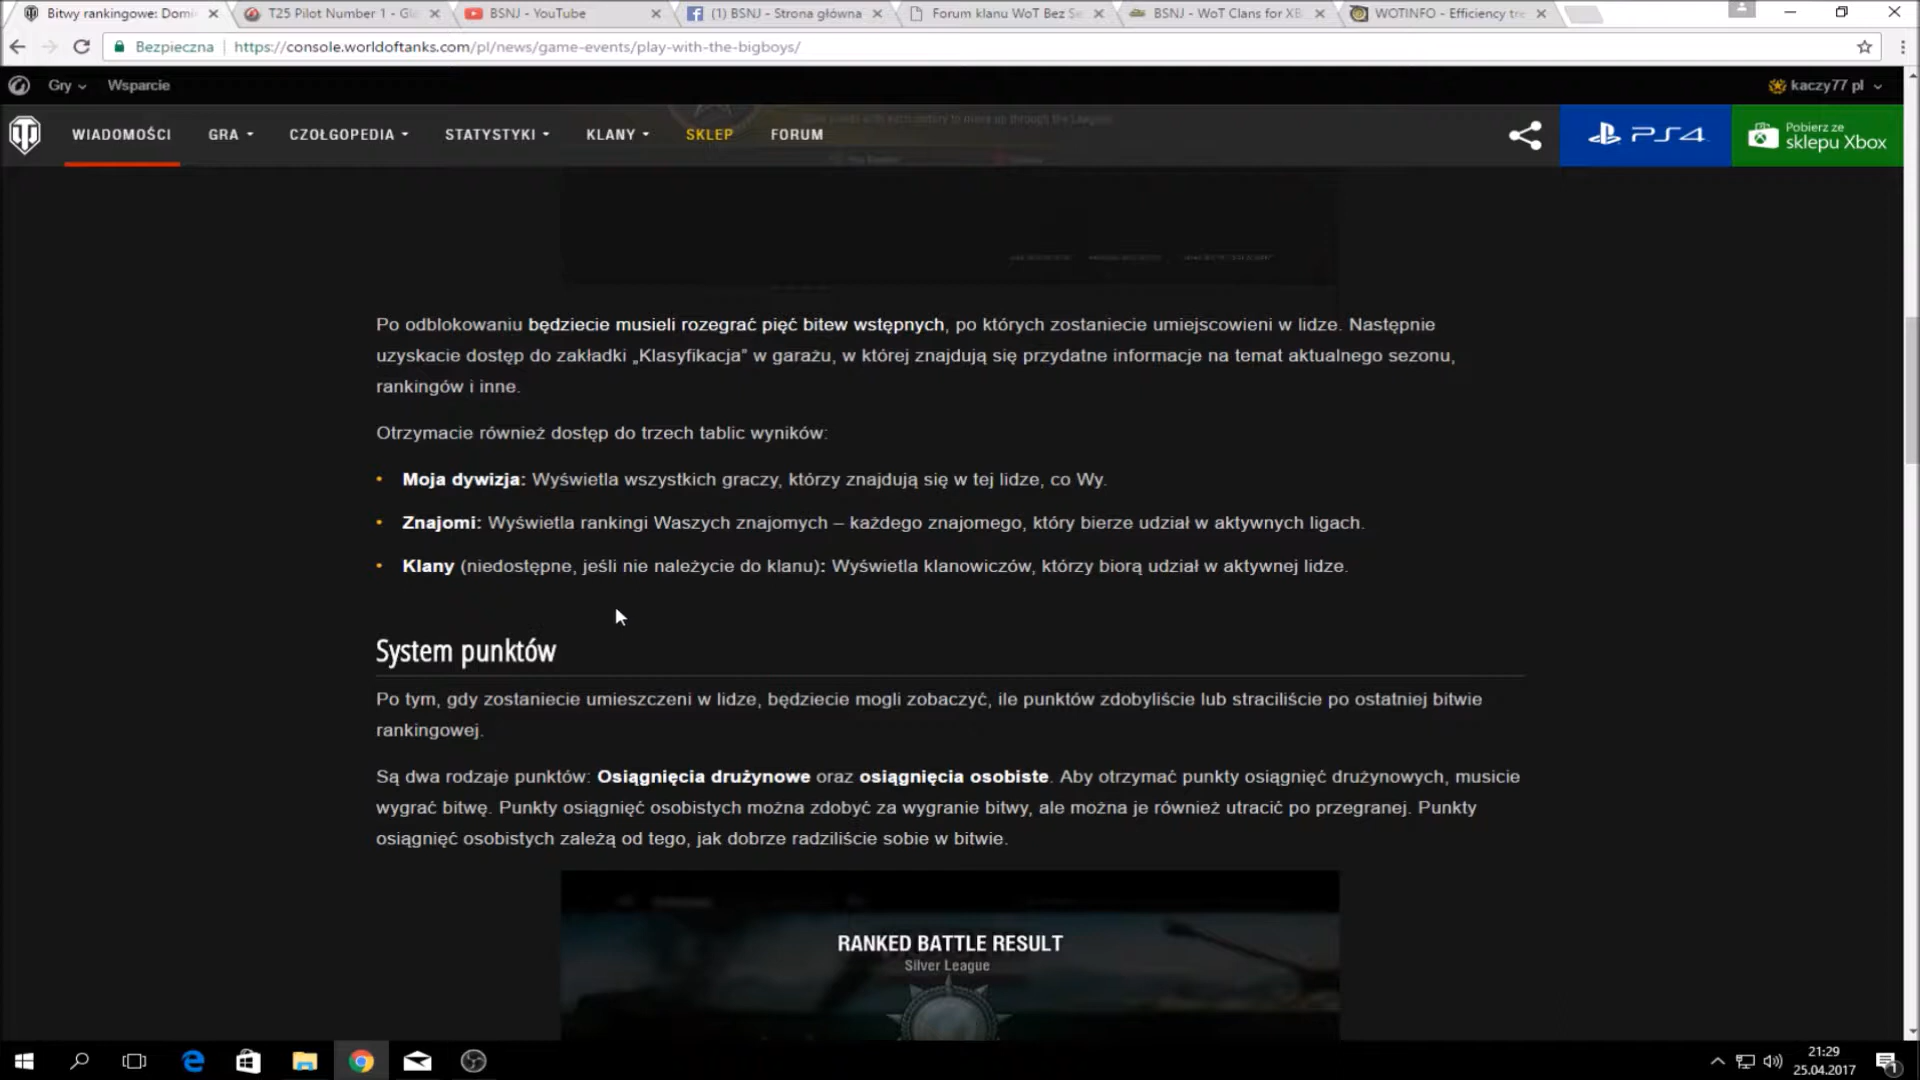 Bitwy rankingowe: Domi
T25 Pilot Number 1 - Gł
BSNJ - YouTube
(1) BSNJ - Strona główna
Forum klanu WoT Bez Se
BSNJ - WoT Clans for XB
WOTINFO - Efficiency tre
Bezpieczna
https://console.worldoftanks.com/pl/news/game-events/play-with-the-bigboys/
Gry
Wsparcie
kaczy77 pl
WIADOMOŚCI
GRA
CZOŁGOPEDIA
STATYSTYKI
KLANY
SKLEP
FORUM
PS4
Pobierz ze
sklepu Xbox
Po odblokowaniu będziecie musieli rozegrać pięć bitew wstępnych, po których zostaniecie umiejscowieni w lidze. Następnie
uzyskacie dostęp do zakładki „Klasyfikacja” w garażu, w której znajdują się przydatne informacje na temat aktualnego sezonu,
rankingów i inne.
Otrzymacie również dostęp do trzech tablic wyników:
• Moja dywizja: Wyświetla wszystkich graczy, którzy znajdują się w tej lidze, co Wy.
• Znajomi: Wyświetla rankingi Waszych znajomych – każdego znajomego, który bierze udział w aktywnych ligach.
• Klany (niedostępne, jeśli nie należycie do klanu): Wyświetla klanowiczów, którzy biorą udział w aktywnej lidze.
System punktów
Po tym, gdy zostaniecie umieszczeni w lidze, będziecie mogli zobaczyć, ile punktów zdobyliście lub straciliście po ostatniej bitwie
rankingowej.
Są dwa rodzaje punktów: Osiągnięcia drużynowe oraz osiągnięcia osobiste. Aby otrzymać punkty osiągnięć drużynowych, musicie
wygrać bitwę. Punkty osiągnięć osobistych można zdobyć za wygranie bitwy, ale można je również utracić po przegranej. Punkty
osiągnięć osobistych zależą od tego, jak dobrze radziliście sobie w bitwie.
RANKED BATTLE RESULT
Silver League
21:29
25.04.2017
1